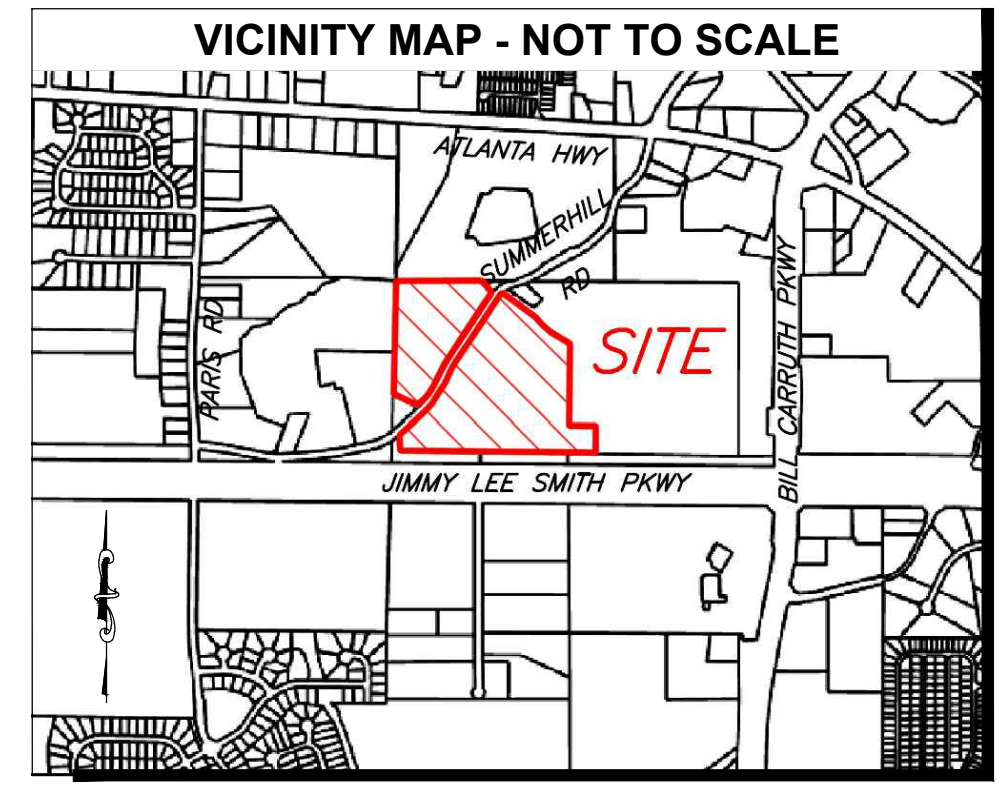 VICINITY MAP - NOT TO SCALE
ATLANTA HWY
SUMMERHILL
RD
PARIS RD
SITE
BILL CARRUTH PKWY
JIMMY LEE SMITH PKWY